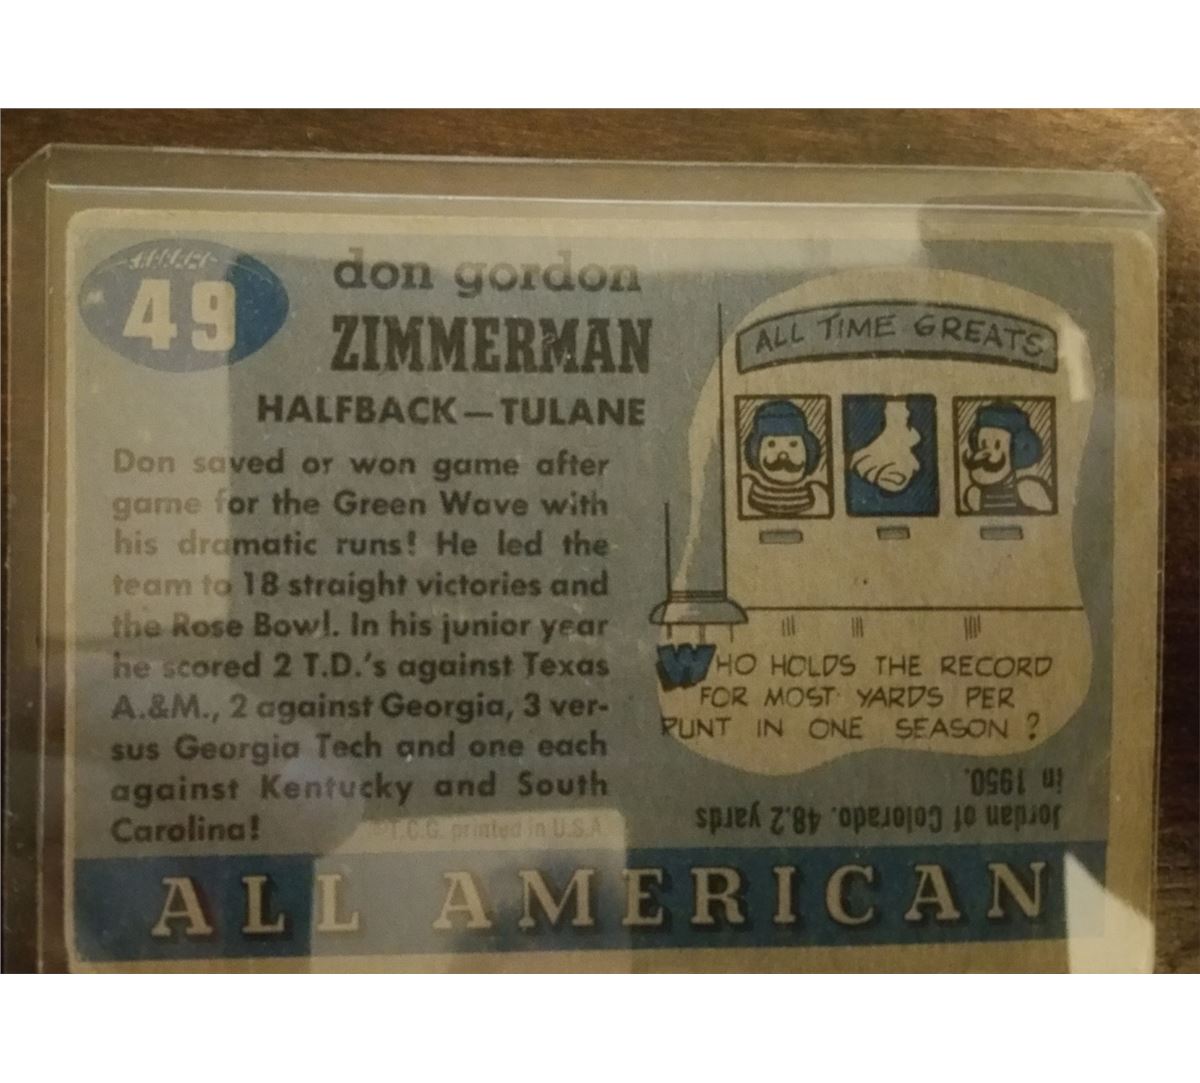 49
don gordon
ZIMMERMAN
HALFBACK—TULANE
Don saved or won game after
game for the Green Wave with
his dramatic runs! He led the
team to 18 straight victories and
the Rose Bowl. In his junior year
he scored 2 T.D.'s against Texas
A.&M., 2 against Georgia, 3 ver-
sus Georgia Tech and one each
against Kentucky and South
Carolina!
©T.C.G. printed in U.S.A.
ALL TIME GREATS
WHO HOLDS THE RECORD
FOR MOST YARDS PER
PUNT IN ONE SEASON?
Jordan of Colorado. 48.2 yards
in 1950.
ALL AMERICAN